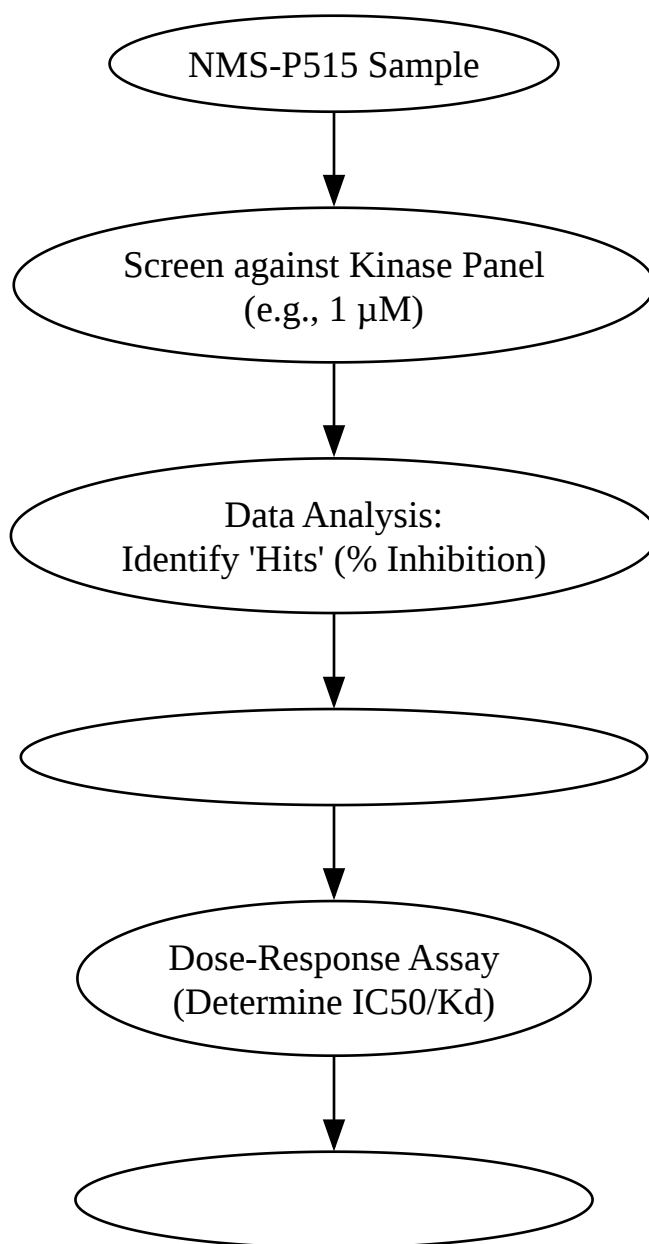 NMS-P515 Sample
Screen against Kinase Panel
(e.g., 1 µM)
Data Analysis:
Identify 'Hits' (% Inhibition)
Dose-Response Assay
(Determine IC50/Kd)